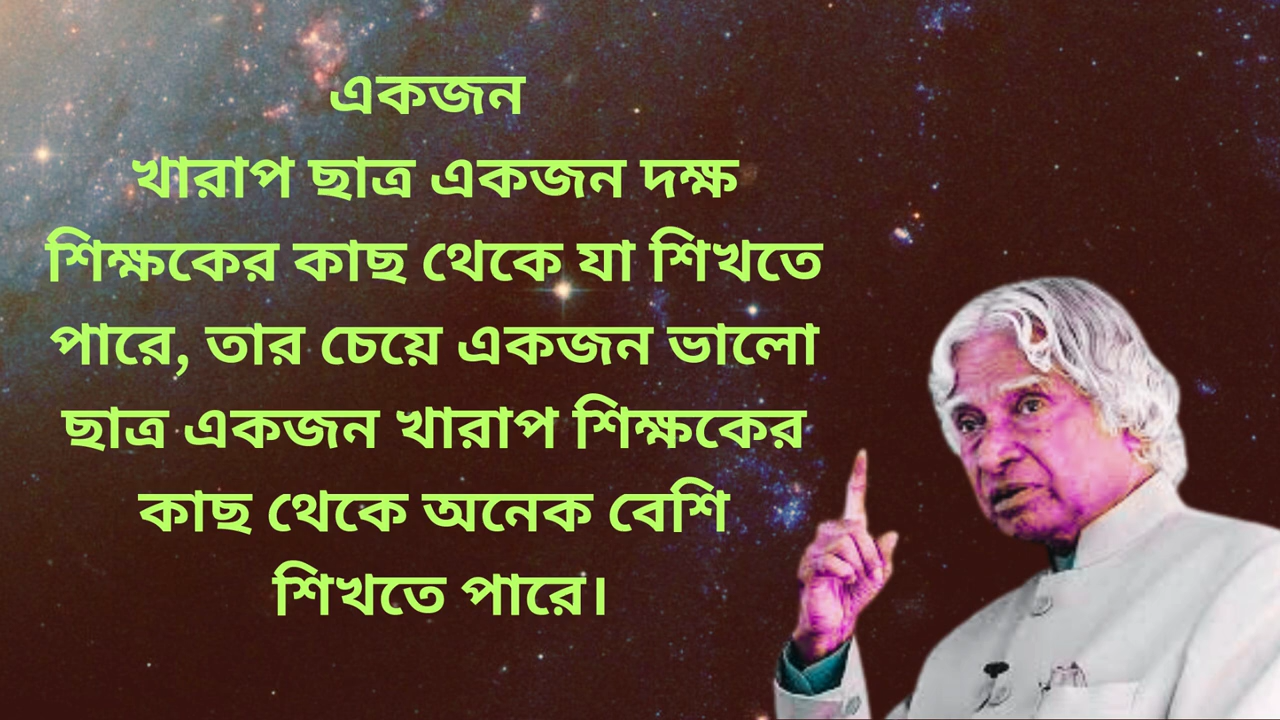 একজন
খারাপ ছাত্র একজন দক্ষ
শিক্ষকের কাছ থেকে যা শিখতে
পারে, তার চেয়ে একজন ভালো
ছাত্র একজন খারাপ শিক্ষকের
কাছ থেকে অনেক বেশি
শিখতে পারে।